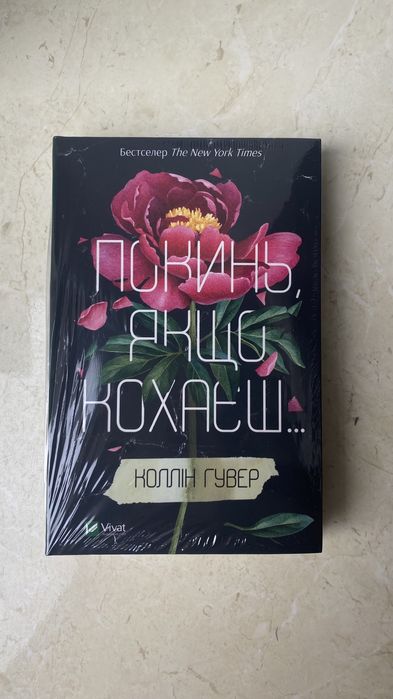 Бестселер The New York Times
ПОКИНЬ,
ЯКЩО
КОХАЄШ...
КОЛЛІН ГУВЕР
Vivat